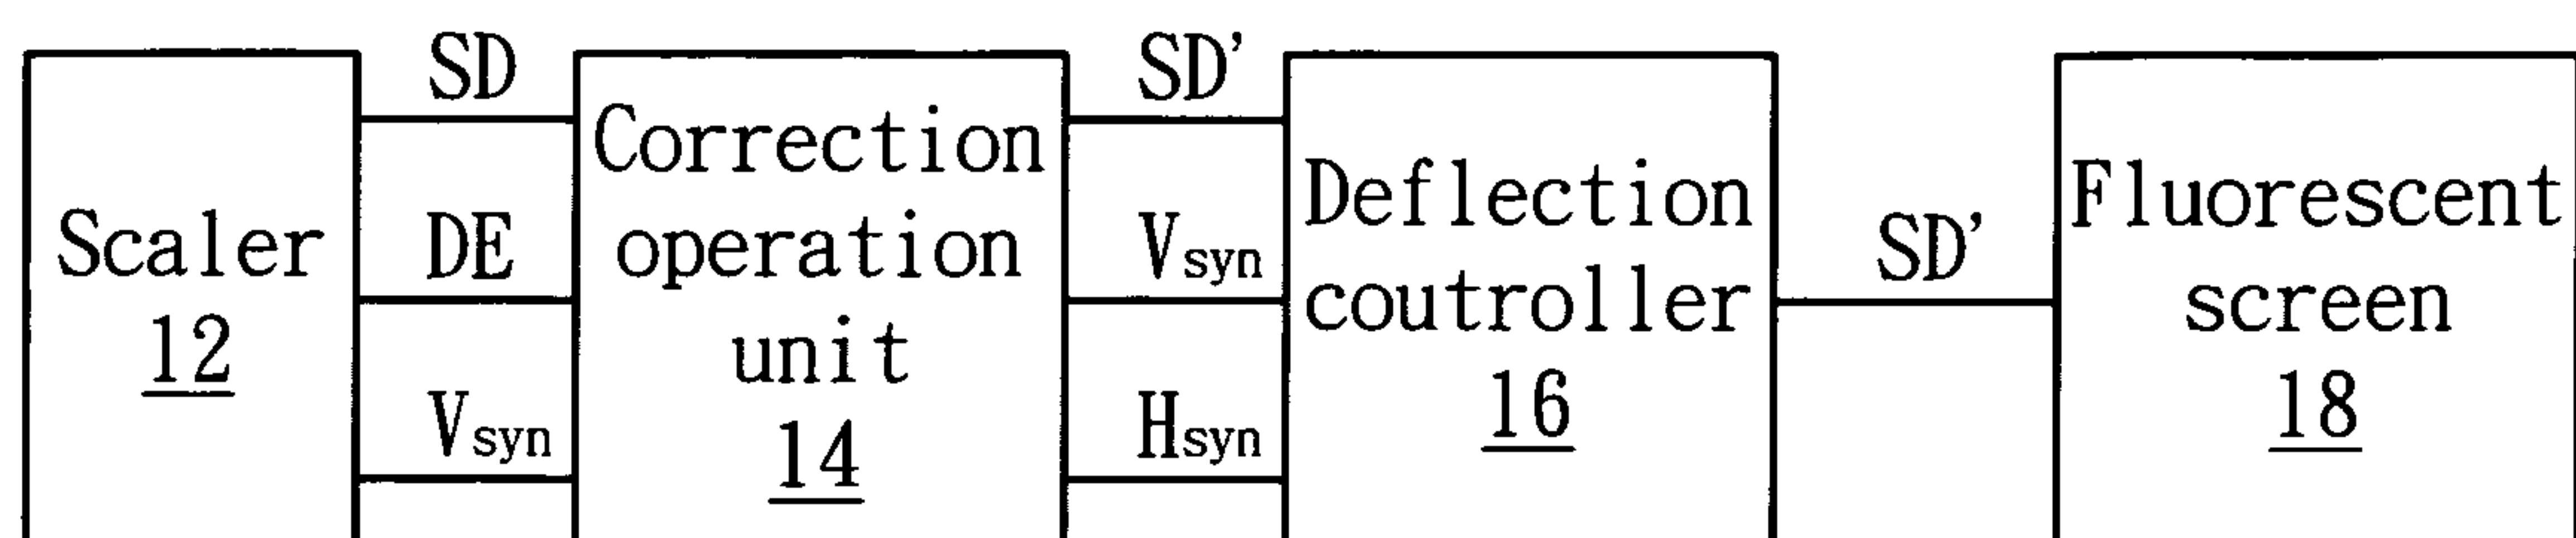 Scaler
12
SD
DE
Vsyn
Correction
operation
unit
14
SD'
Vsyn
Hsyn
Deflection
coutroller
16
SD'
Fluorescent
screen
18